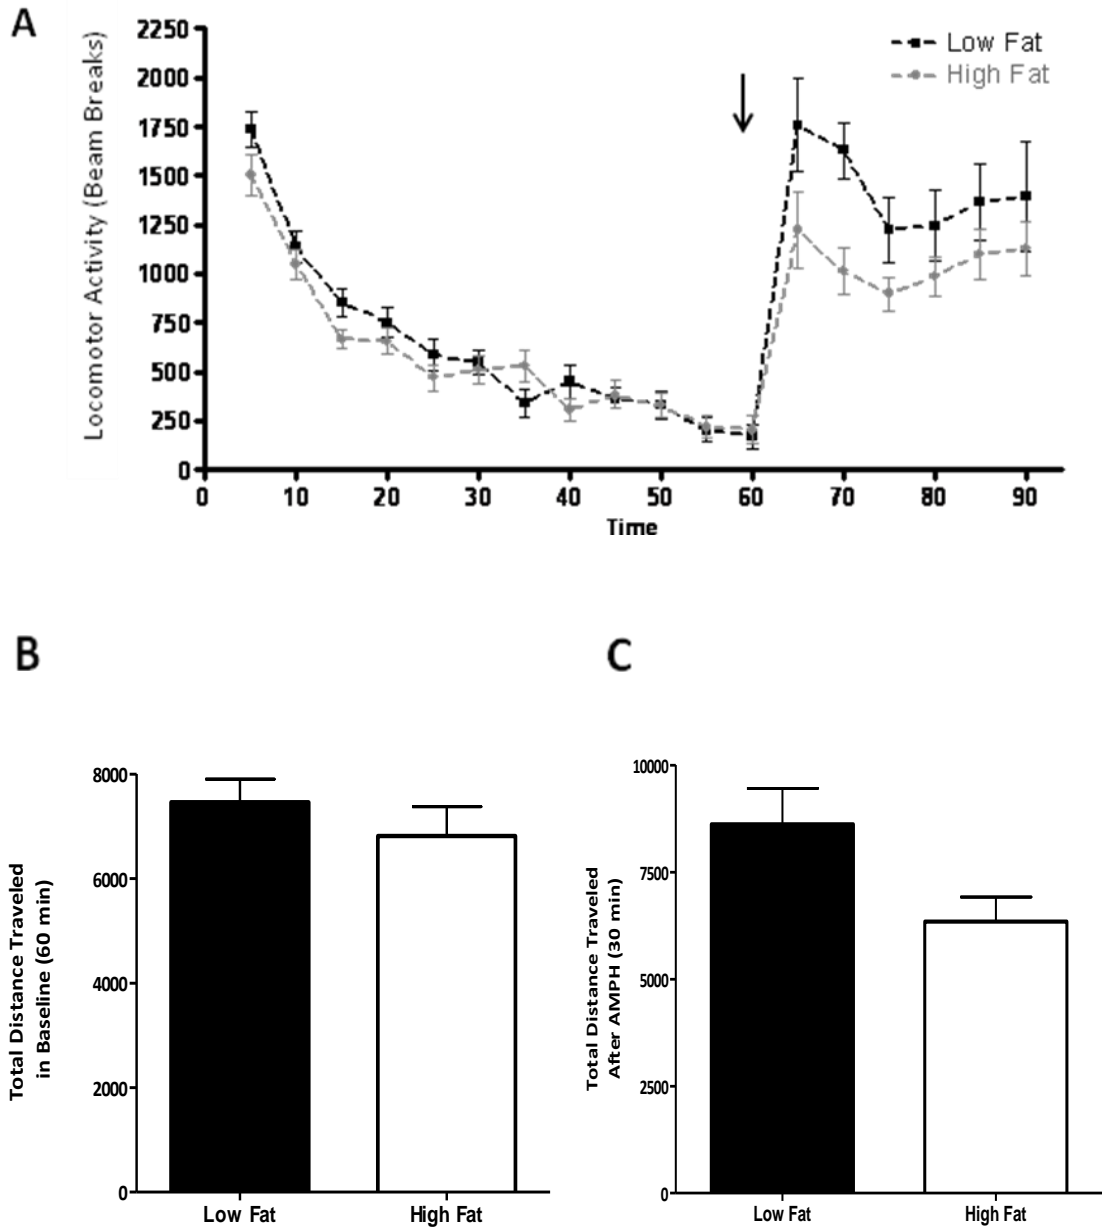 A
Locomotor Activity (Beam Breaks)
2250
2000
1750
1500
1250
1000
750
500
250
0
0 10 20 30 40 50 60 70 80 90
Time
Low Fat
High Fat
B
Total Distance Traveled
in Baseline (60 min)
8000
6000
4000
2000
0
Low Fat High Fat
C
Total Distance Traveled
After AMPH (30 min)
10000
7500
5000
2500
0
Low Fat High Fat